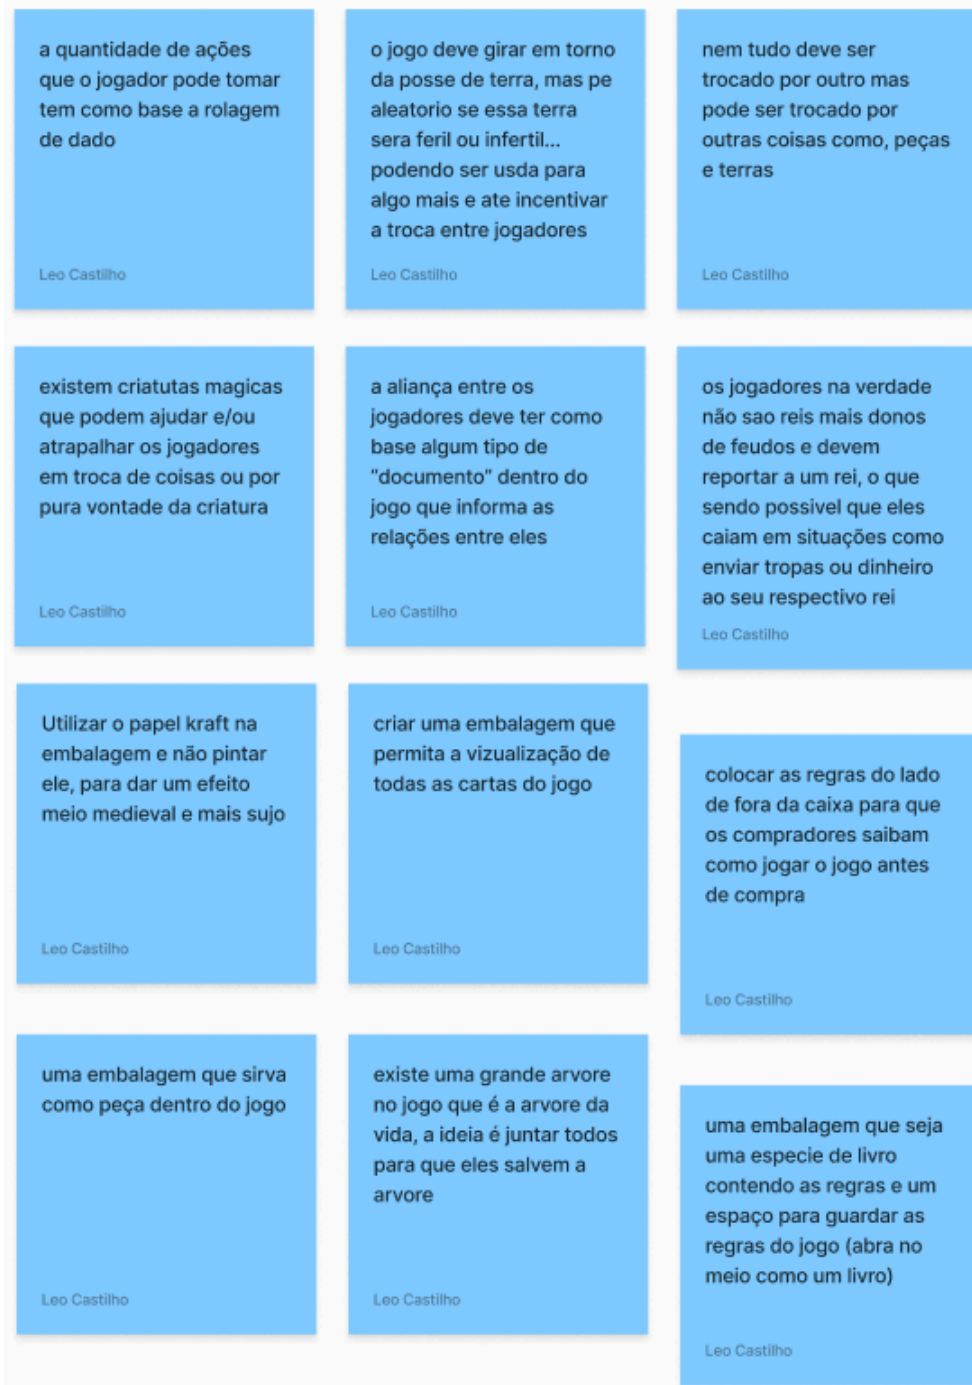 a quantidade de ações
que o jogador pode tomar
tem como base a rolagem
de dado
Leo Castilho
o jogo deve girar em torno
da posse de terra, mas pe
aleatorio se essa terra
sera feril ou infertil...
podendo ser usda para
algo mais e ate incentivar
a troca entre jogadores
Leo Castilho
nem tudo deve ser
trocado por outro mas
pode ser trocado por
outras coisas como, peças
e terras
Leo Castilho
existem criatutas magicas
que podem ajudar e/ou
atrapalhar os jogadores
em troca de coisas ou por
pura vontade da criatura
Leo Castilho
a aliança entre os
jogadores deve ter como
base algum tipo de
"documento" dentro do
jogo que informa as
relações entre eles
Leo Castilho
os jogadores na verdade
não sao reis mais donos
de feudos e devem
reportar a um rei, o que
sendo possivel que eles
caiam em situações como
enviar tropas ou dinheiro
ao seu respectivo rei
Leo Castilho
Utilizar o papel kraft na
embalagem e não pintar
ele, para dar um efeito
meio medieval e mais sujo
Leo Castilho
criar uma embalagem que
permita a vizualização de
todas as cartas do jogo
Leo Castilho
colocar as regras do lado
de fora da caixa para que
os compradores saibam
como jogar o jogo antes
de compra
Leo Castilho
uma embalagem que sirva
como peça dentro do jogo
Leo Castilho
existe uma grande arvore
no jogo que é a arvore da
vida, a ideia é juntar todos
para que eles salvem a
arvore
Leo Castilho
uma embalagem que seja
uma especie de livro
contendo as regras e um
espaço para guardar as
regras do jogo (abra no
meio como um livro)
Leo Castilho